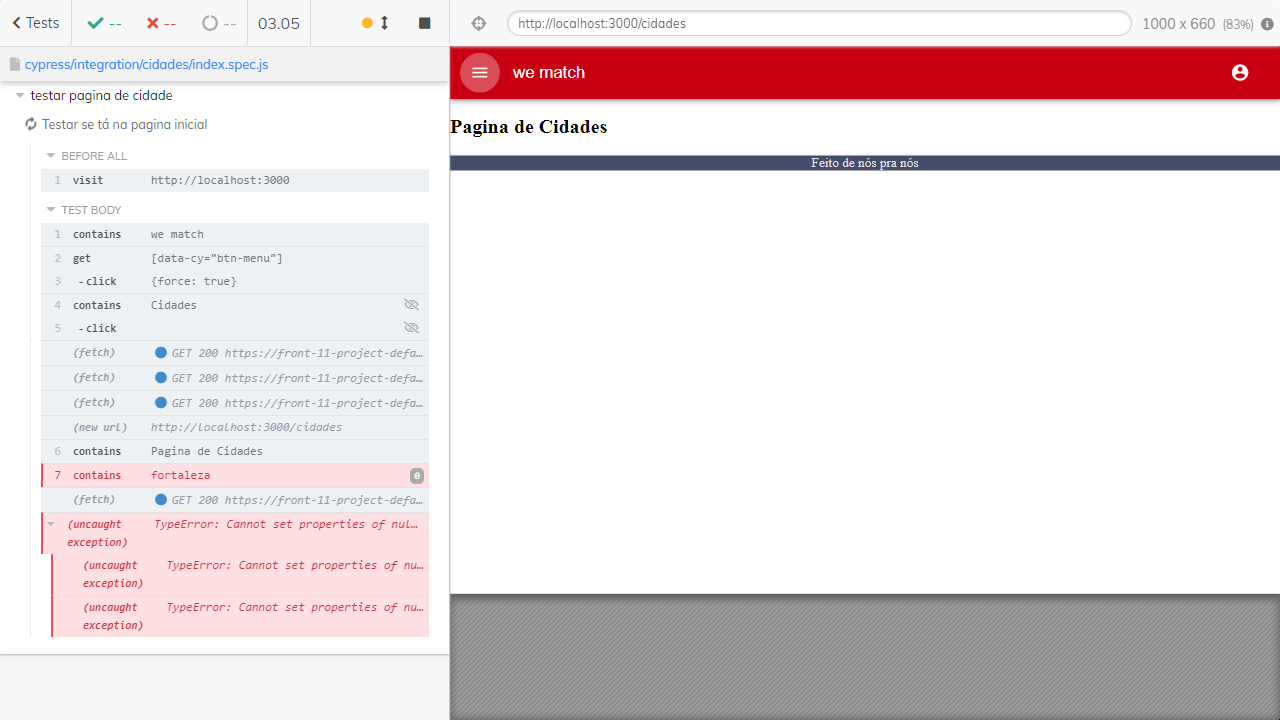 Tests
--
--
--
03.05
http://localhost:3000/cidades
1000 x 660 (83%)
cypress/integration/cidades/index.spec.js
testar pagina de cidade
Testar se tá na pagina inicial
BEFORE ALL
1 visit http://localhost:3000
TEST BODY
1 contains we match
2 get [data-cy="btn-menu"]
3 - click {force: true}
4 contains Cidades
5 - click
(fetch) GET 200 https://front-11-project-defa…
(fetch) GET 200 https://front-11-project-defa…
(fetch) GET 200 https://front-11-project-defa…
(new url) http://localhost:3000/cidades
6 contains Pagina de Cidades
7 contains fortaleza 0
(fetch) GET 200 https://front-11-project-defa…
(uncaught TypeError: Cannot set properties of nul…
exception)
(uncaught TypeError: Cannot set properties of nu…
exception)
(uncaught TypeError: Cannot set properties of nu…
exception)
we match
Pagina de Cidades
Feito de nós pra nós